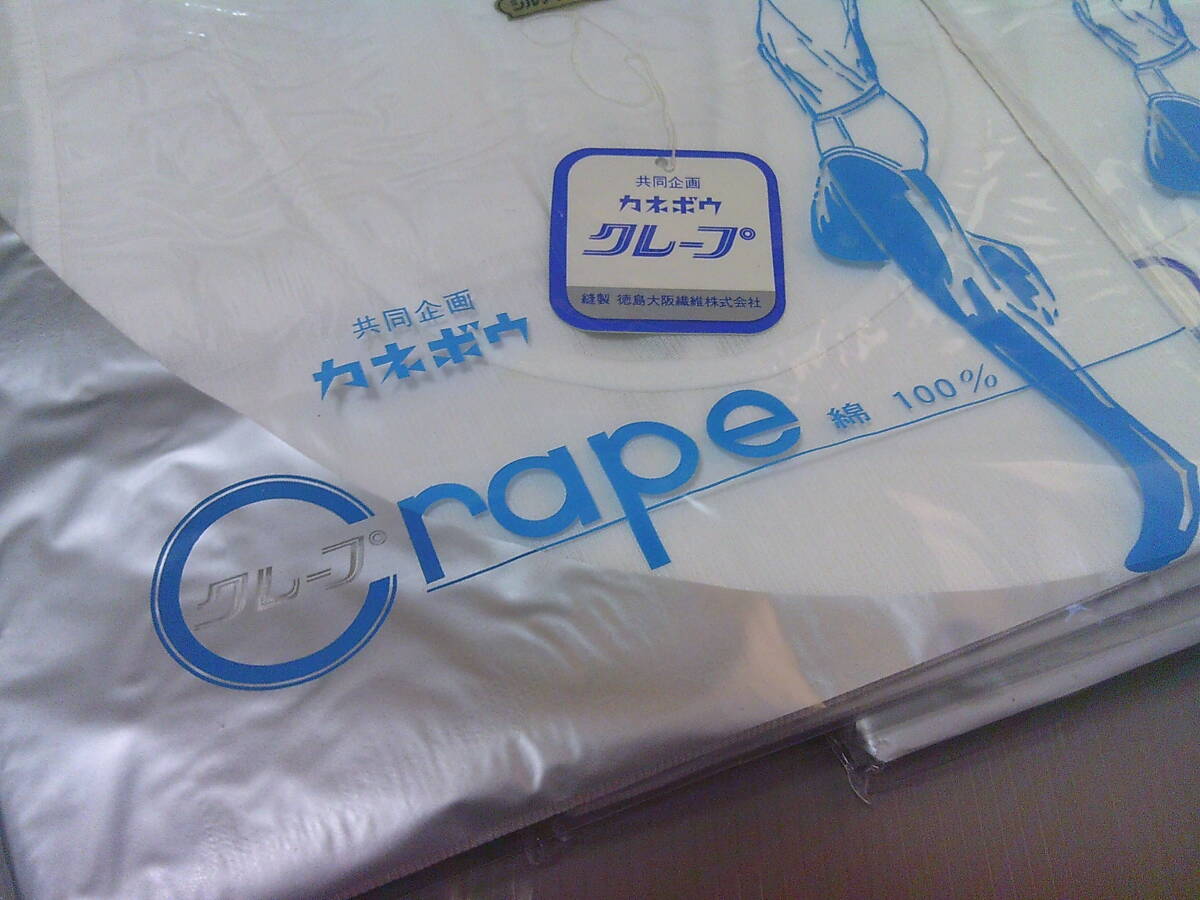 共同企画
カネボウ
クレープ
縫製 徳島大阪繊維株式会社
共同企画
カネボウ
Crape 綿 100%
クレープ